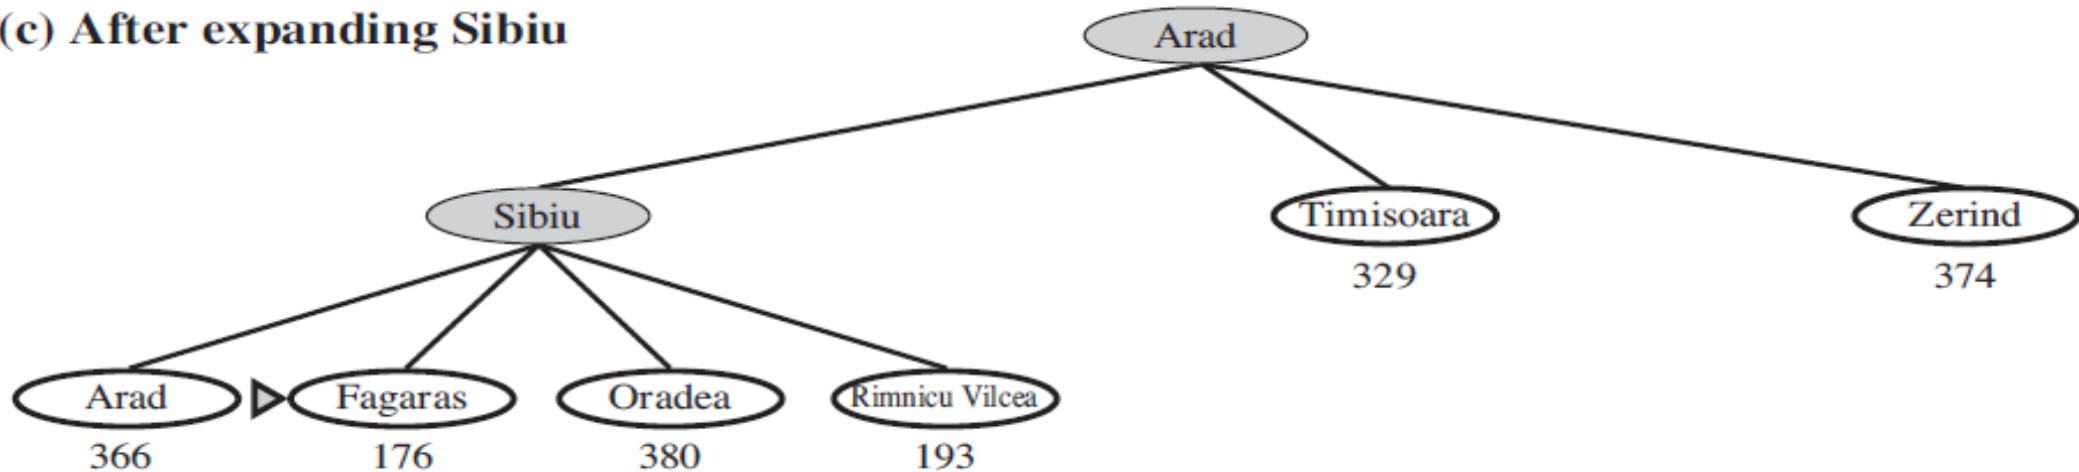 (c) After expanding Sibiu
Arad
Sibiu
Timisoara
Zerind
329
374
Arad
Fagaras
Oradea
Rimnicu Vilcea
366
176
380
193